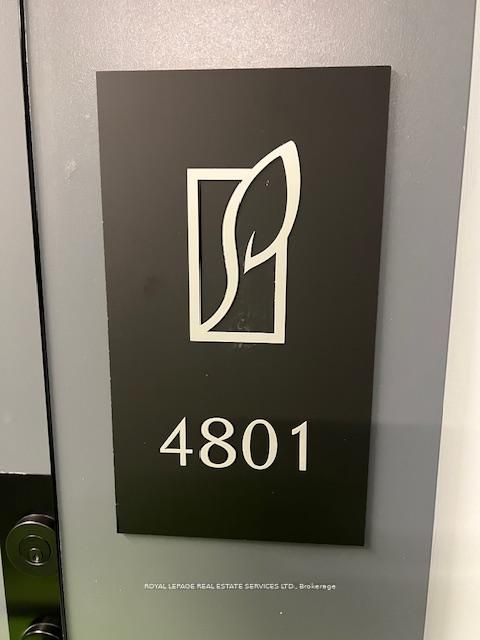 4801
ROYAL LEPAGE REAL ESTATE SERVICES LTD., Brokerage